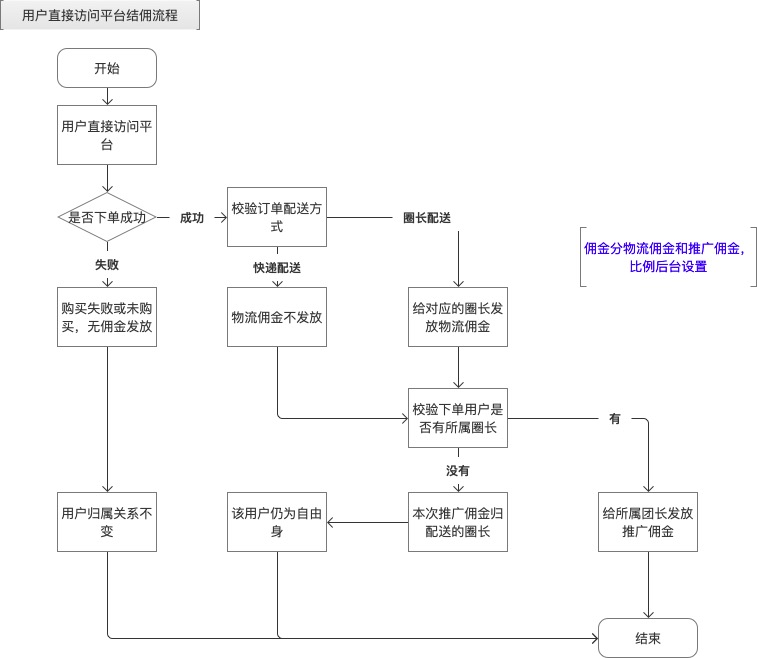 用户直接访问平台结佣流程
开始
用户直接访问平
台
是否下单成功
成功
校验订单配送方
式
圈长配送
失败
快递配送
佣金分物流佣金和推广佣金，
比例后台设置
购买失败或未购
买，无佣金发放
物流佣金不发放
给对应的圈长发
放物流佣金
校验下单用户是
否有所属圈长
有
没有
用户归属关系不
变
该用户仍为自由
身
本次推广佣金归
配送的圈长
给所属团长发放
推广佣金
结束